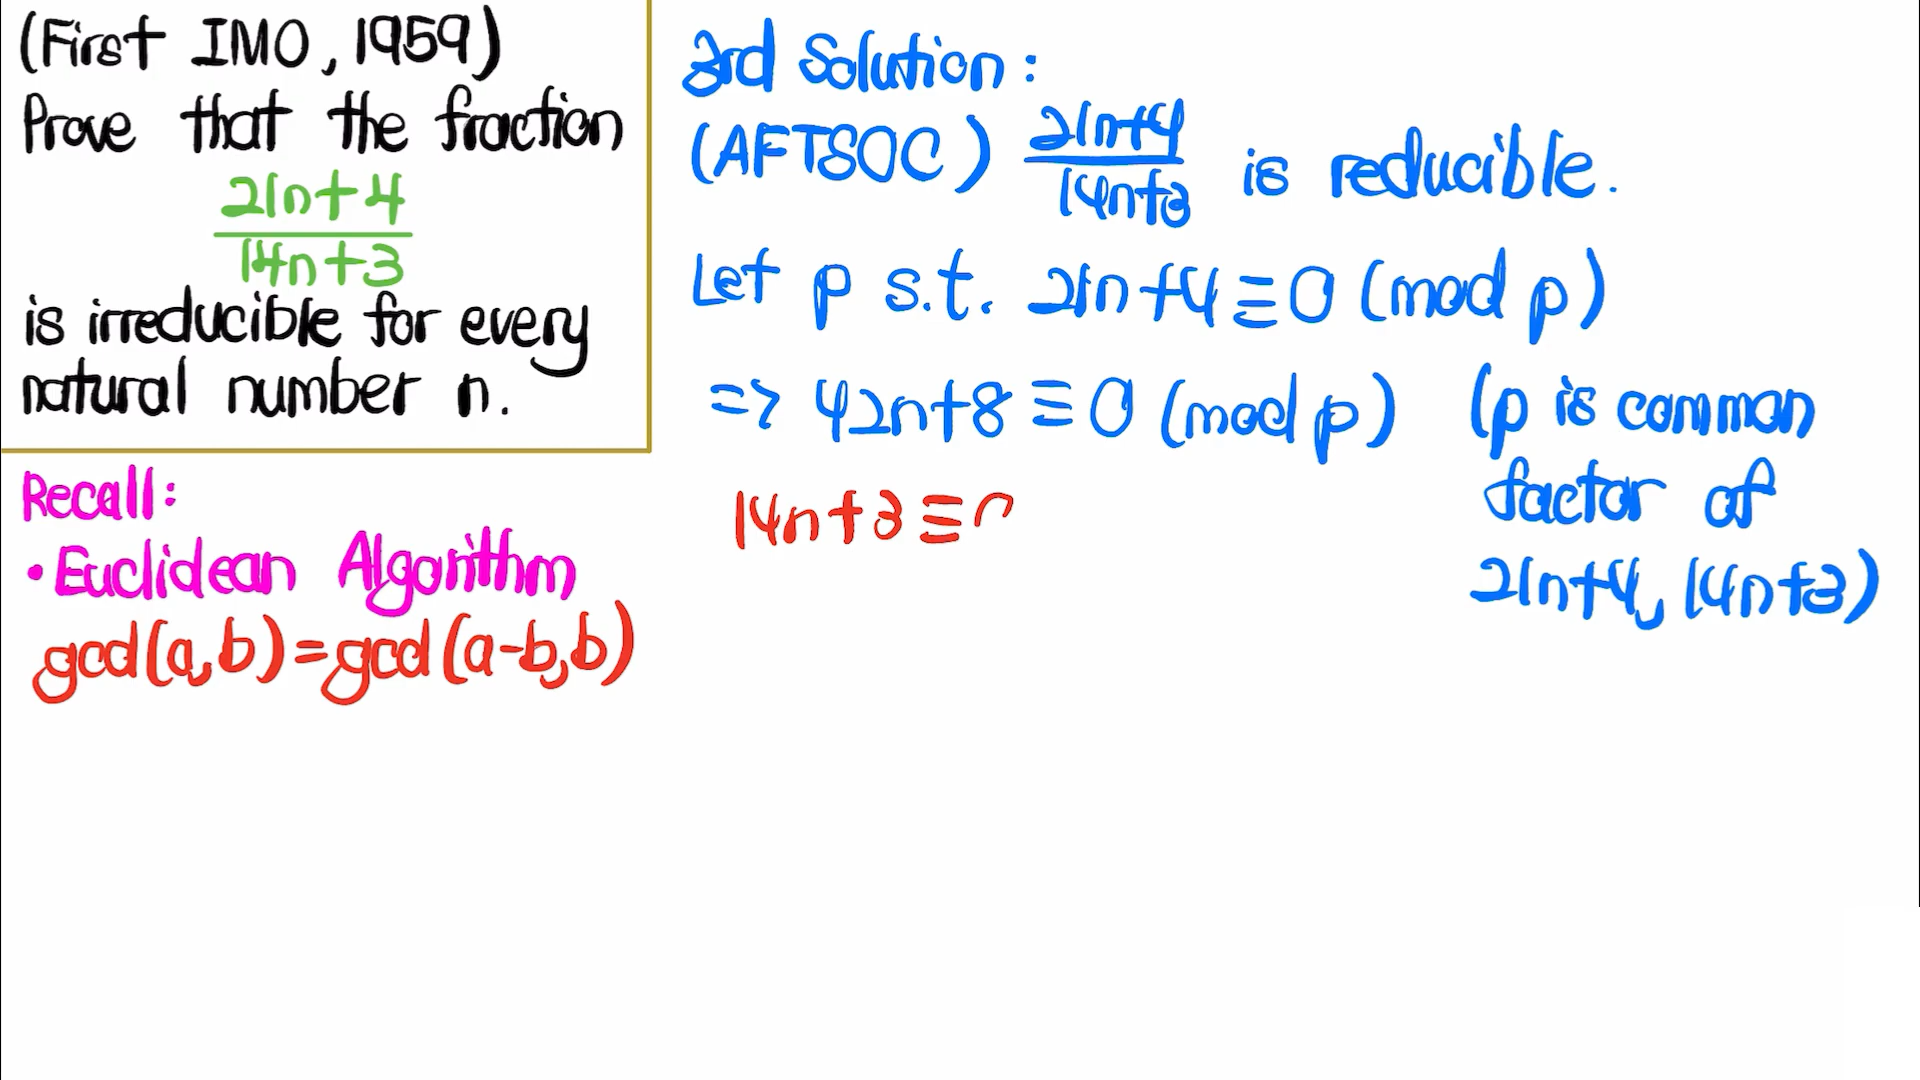 (First IMO, 1959)
Prove that the fraction
21n+4
14n+3
is irreducible for every
natural number n.
Recall:
• Euclidean Algorithm
gcd(a,b)=gcd(a-b,b)
3rd Solution:
(AFTSOC) 21n+4/14n+3 is reducible.
Let p s.t. 21n+4≡0 (mod p)
=> 42n+8≡0 (mod p)
14n+3≡
(p is common
factor of
21n+4, 14n+3)